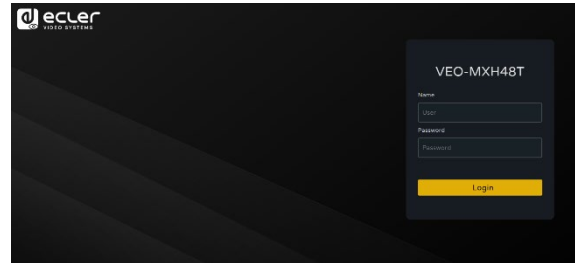 ecler
VIDEO SYSTEMS
VEO-MXH48T
Name
User
Password
Password
Login